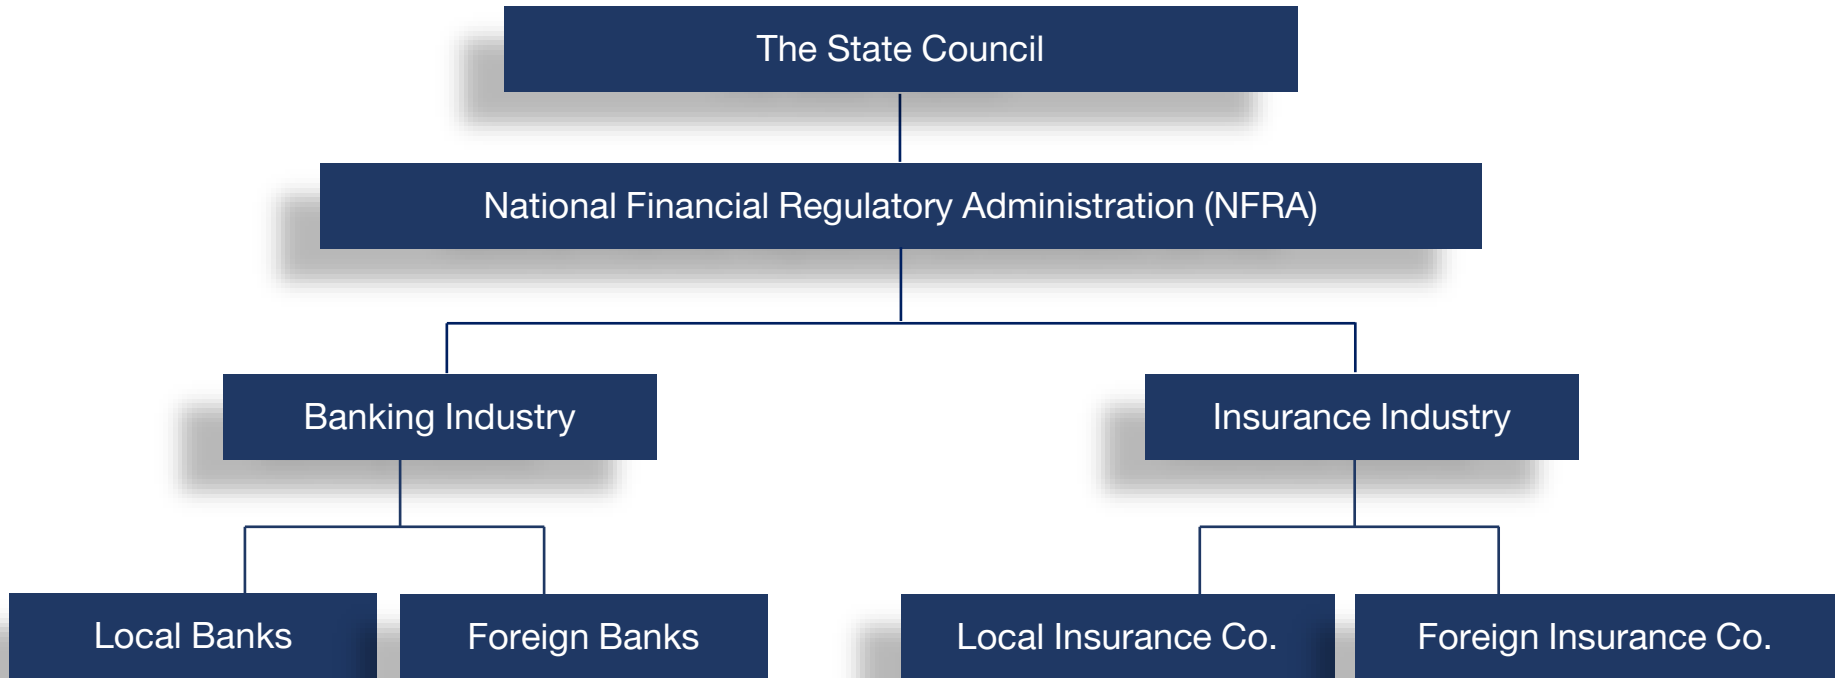 The State Council
National Financial Regulatory Administration (NFRA)
Banking Industry
Insurance Industry
Local Banks
Foreign Banks
Local Insurance Co.
Foreign Insurance Co.